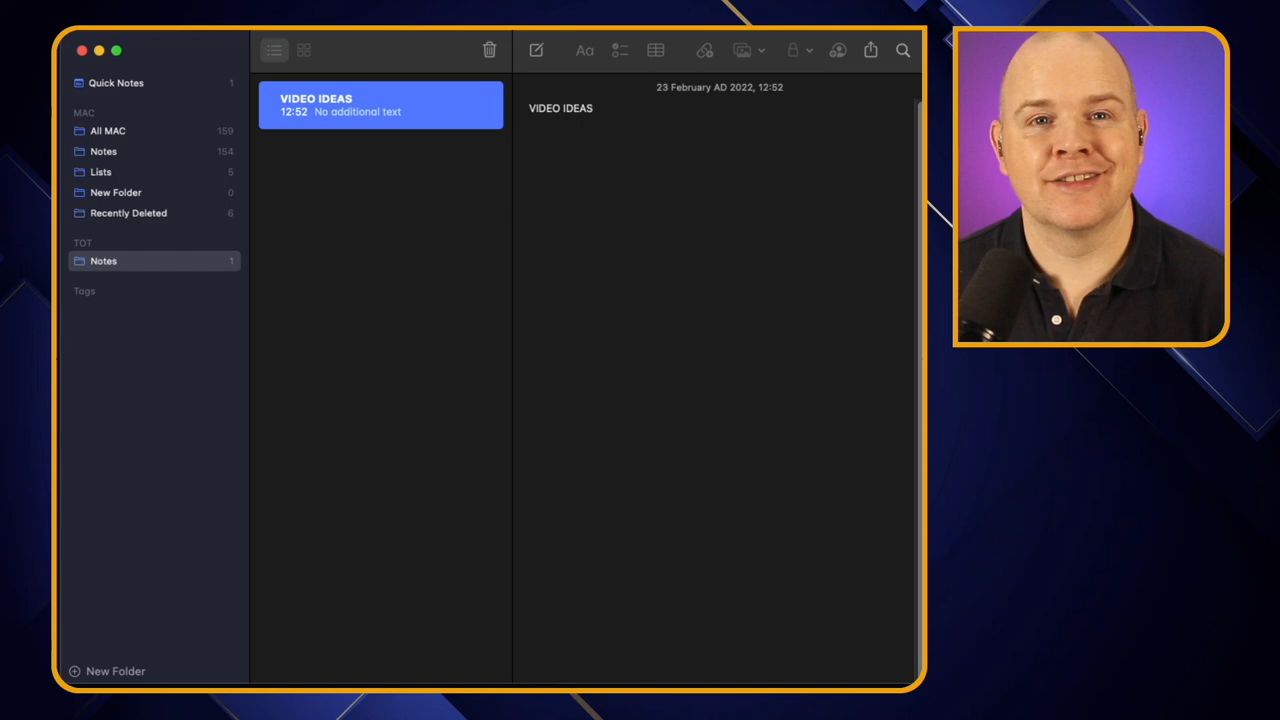 Quick Notes 1
MAC
All MAC 159
Notes 154
Lists 5
New Folder 0
Recently Deleted 6
TOT
Notes 1
Tags
New Folder
VIDEO IDEAS
12:52 No additional text
Aa
23 February AD 2022, 12:52
VIDEO IDEAS